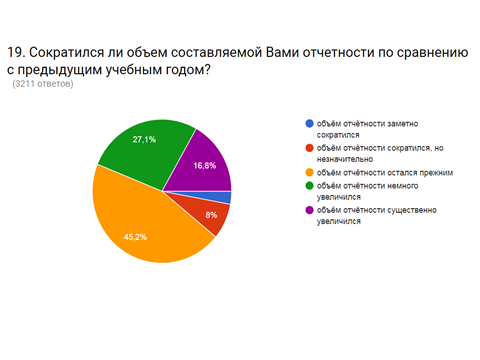 19. Сократился ли объем составляемой Вами отчетности по сравнению
с предыдущим учебным годом?
(3211 ответов)
объём отчётности заметно
сократился
объём отчётности сократился, но
незначительно
объём отчётности остался прежним
объём отчётности немного
увеличился
объём отчётности существенно
увеличился
27,1%
16,8%
8%
45,2%